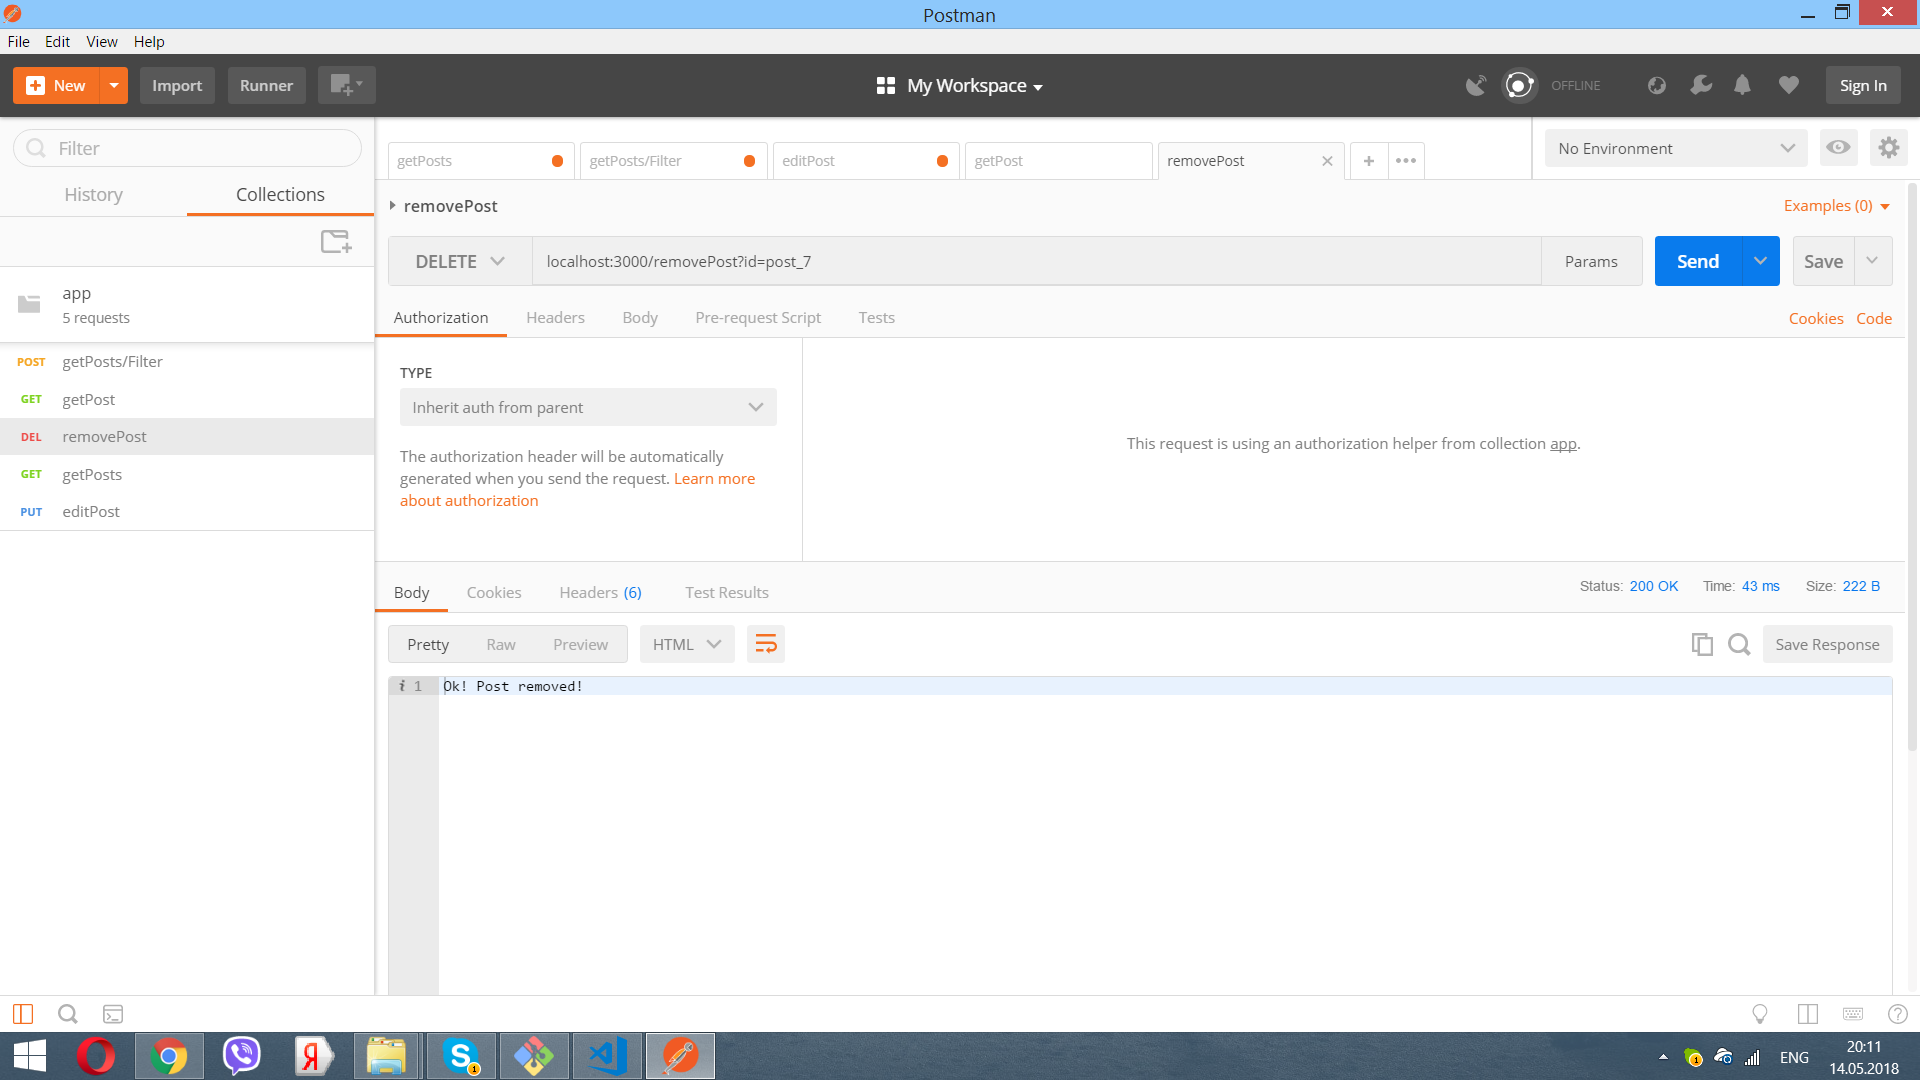 Postman
File Edit View Help
New Import Runner My Workspace OFFLINE Sign In
Filter
History Collections
app
5 requests
POST getPosts/Filter
GET getPost
DEL removePost
GET getPosts
PUT editPost
getPosts getPosts/Filter editPost getPost removePost
No Environment
removePost Examples (0)
DELETE localhost:3000/removePost?id=post_7 Params Send Save
Authorization Headers Body Pre-request Script Tests Cookies Code
TYPE
Inherit auth from parent
The authorization header will be automatically
generated when you send the request. Learn more
about authorization
This request is using an authorization helper from collection app.
Body Cookies Headers (6) Test Results Status: 200 OK Time: 43 ms Size: 222 B
Pretty Raw Preview HTML Save Response
i 1 Ok! Post removed!
Я
S 1
1
ENG
20:11
14.05.2018